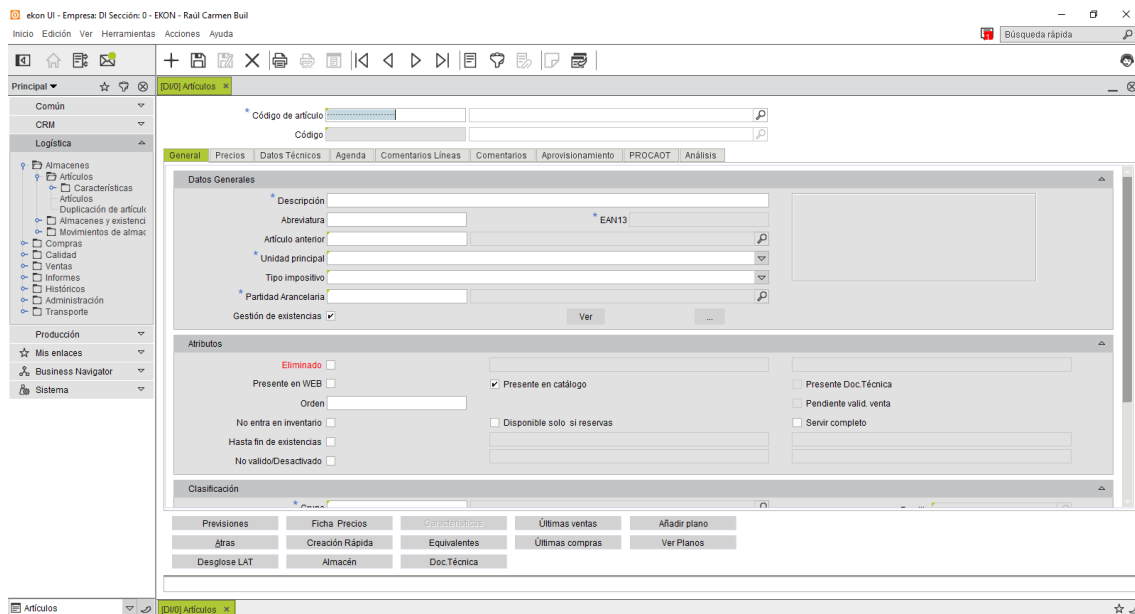 ekon UI - Empresa: DI Sección: 0 - EKON - Raúl Carmen Buil
Inicio Edición Ver Herramientas Acciones Ayuda
Búsqueda rápida
Principal
[DI/0] Artículos
Común
CRM
Logística
Almacenes
Artículos
Características
Artículos
Duplicación de artículo
Almacenes y existenci
Movimientos de almac
Compras
Calidad
Ventas
Informes
Históricos
Administración
Transporte
Producción
Mis enlaces
Business Navigator
Sistema
* Código de artículo
Código
General Precios Datos Técnicos Agenda Comentarios Líneas Comentarios Aprovisionamiento PROCAOT Análisis
Datos Generales
* Descripción
Abreviatura * EAN13
Artículo anterior
* Unidad principal
Tipo impositivo
* Partidad Arancelaria
Gestión de existencias Ver ...
Atributos
Eliminado
Presente en WEB Presente en catálogo Presente Doc.Técnica
Orden Pendiente valid. venta
No entra en inventario Disponible solo si reservas Servir completo
Hasta fin de existencias
No valido/Desactivado
Clasificación
* Grupo
Previsiones Ficha Precios Características Últimas ventas Añadir plano
Atras Creación Rápida Equivalentes Últimas compras Ver Planos
Desglose LAT Almacén Doc.Técnica
Artículos [DI/0] Artículos